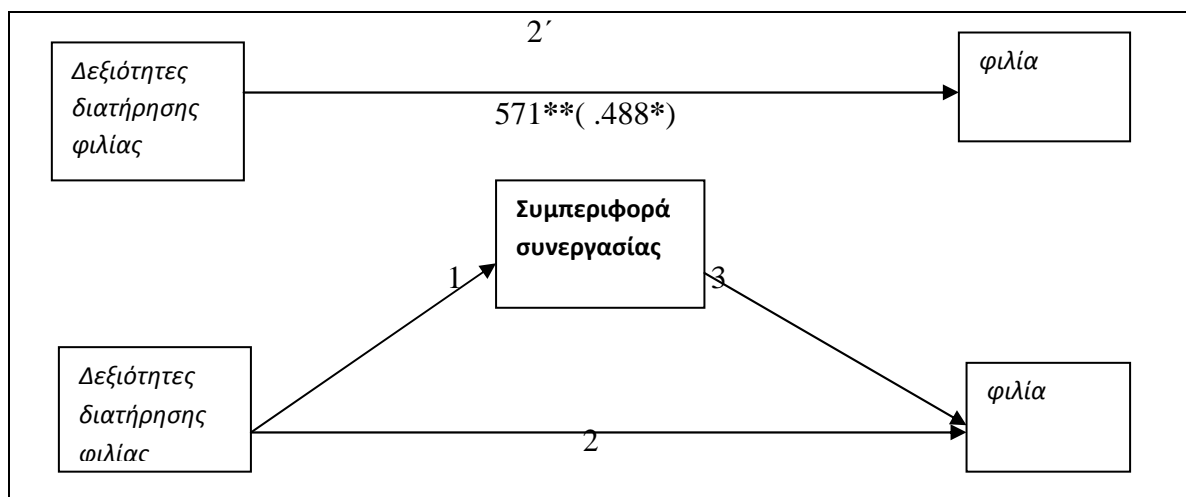 2΄
Δεξιότητες
διατήρησης
φιλίας
φιλία
571**( .488*)
Συμπεριφορά
συνεργασίας
1
3
Δεξιότητες
διατήρησης
φιλίας
φιλία
2